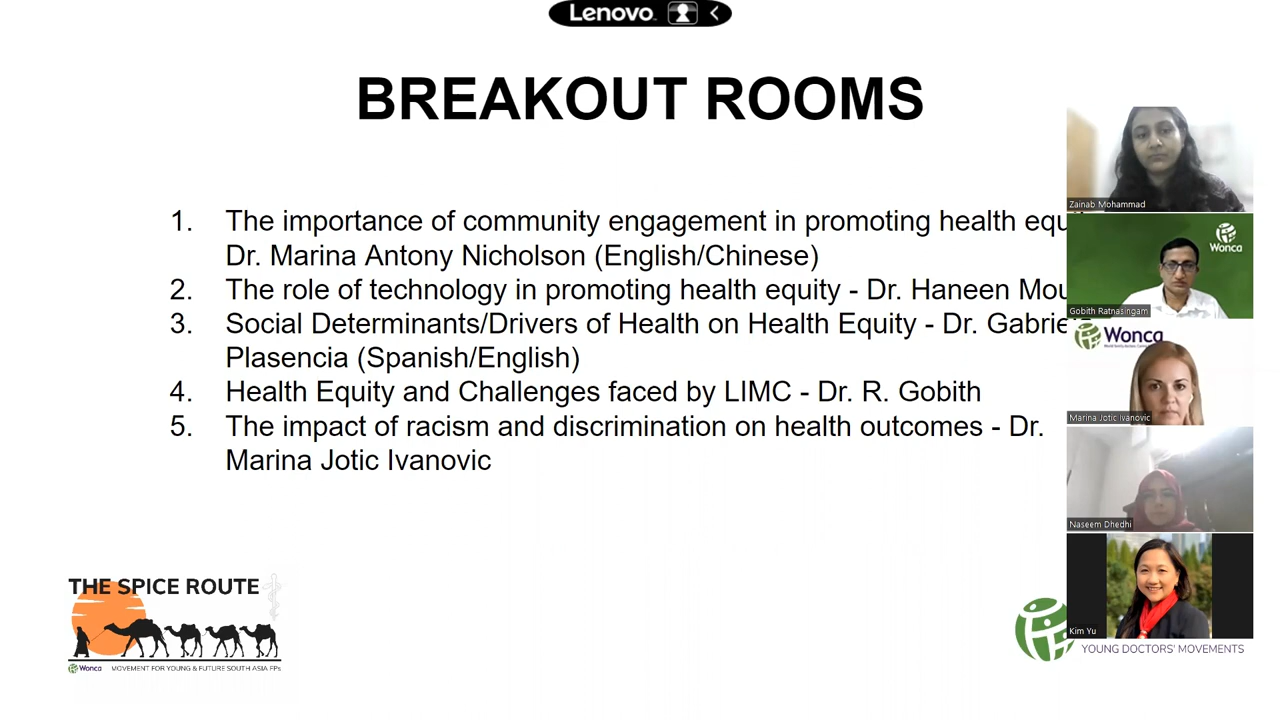 Lenovo
BREAKOUT ROOMS
1. The importance of community engagement in promoting health
Dr. Marina Antony Nicholson (English/Chinese)
2. The role of technology in promoting health equity - Dr. Haneen
3. Social Determinants/Drivers of Health on Health Equity - Dr.
Plasencia (Spanish/English)
4. Health Equity and Challenges faced by LIMC - Dr. R. Gobith
5. The impact of racism and discrimination on health outcomes - Dr.
Marina Jotic Ivanovic
Zainab Mohammad
Wonca
Gobith Ratnasingam
Wonca
Marina Jotic Ivanovic
Naseem Dhedhi
Kim Yu
THE SPICE ROUTE
Wonca MOVEMENT FOR YOUNG & FUTURE SOUTH ASIA FPs
YOUNG DOCTORS' MOVEMENTS